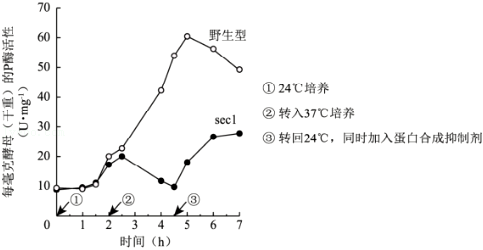 每毫克酵母（干重）的P酶活性
（U·mg⁻¹）
70
60
50
40
30
20
10
0
0 1 2 3 4 5 6 7
时间（h）
野生型
sec1
①
②
③
① 24℃培养
② 转入37℃培养
③ 转回24℃，同时加入蛋白合成抑制剂